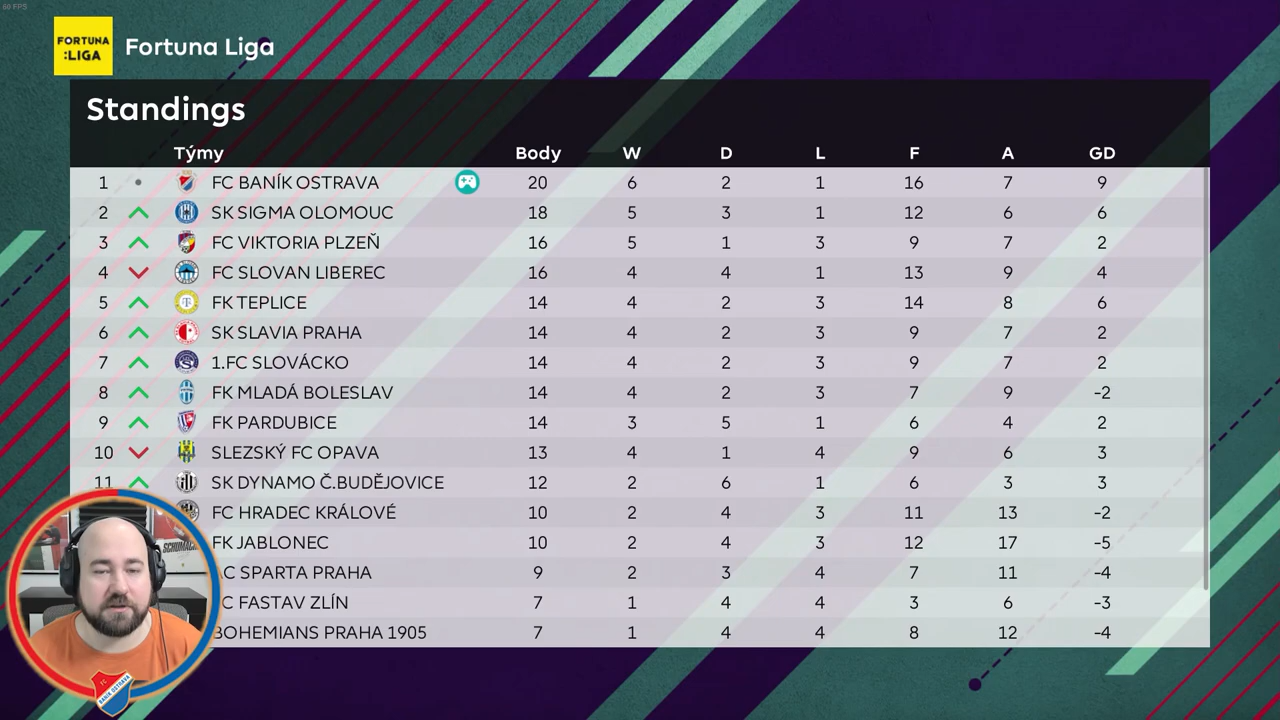 60 FPS
FORTUNA
:LIGA
Fortuna Liga
Standings
Týmy Body W D L F A GD
1 FC BANÍK OSTRAVA 20 6 2 1 16 7 9
2 SK SIGMA OLOMOUC 18 5 3 1 12 6 6
3 FC VIKTORIA PLZEŇ 16 5 1 3 9 7 2
4 FC SLOVAN LIBEREC 16 4 4 1 13 9 4
5 FK TEPLICE 14 4 2 3 14 8 6
6 SK SLAVIA PRAHA 14 4 2 3 9 7 2
7 1.FC SLOVÁCKO 14 4 2 3 9 7 2
8 FK MLADÁ BOLESLAV 14 4 2 3 7 9 -2
9 FK PARDUBICE 14 3 5 1 6 4 2
10 SLEZSKÝ FC OPAVA 13 4 1 4 9 6 3
11 SK DYNAMO Č.BUDĚJOVICE 12 2 6 1 6 3 3
FC HRADEC KRÁLOVÉ 10 2 4 3 11 13 -2
FK JABLONEC 10 2 4 3 12 17 -5
AC SPARTA PRAHA 9 2 3 4 7 11 -4
FC FASTAV ZLÍN 7 1 4 4 3 6 -3
BOHEMIANS PRAHA 1905 7 1 4 4 8 12 -4
FC
BANÍK OSTRAVA